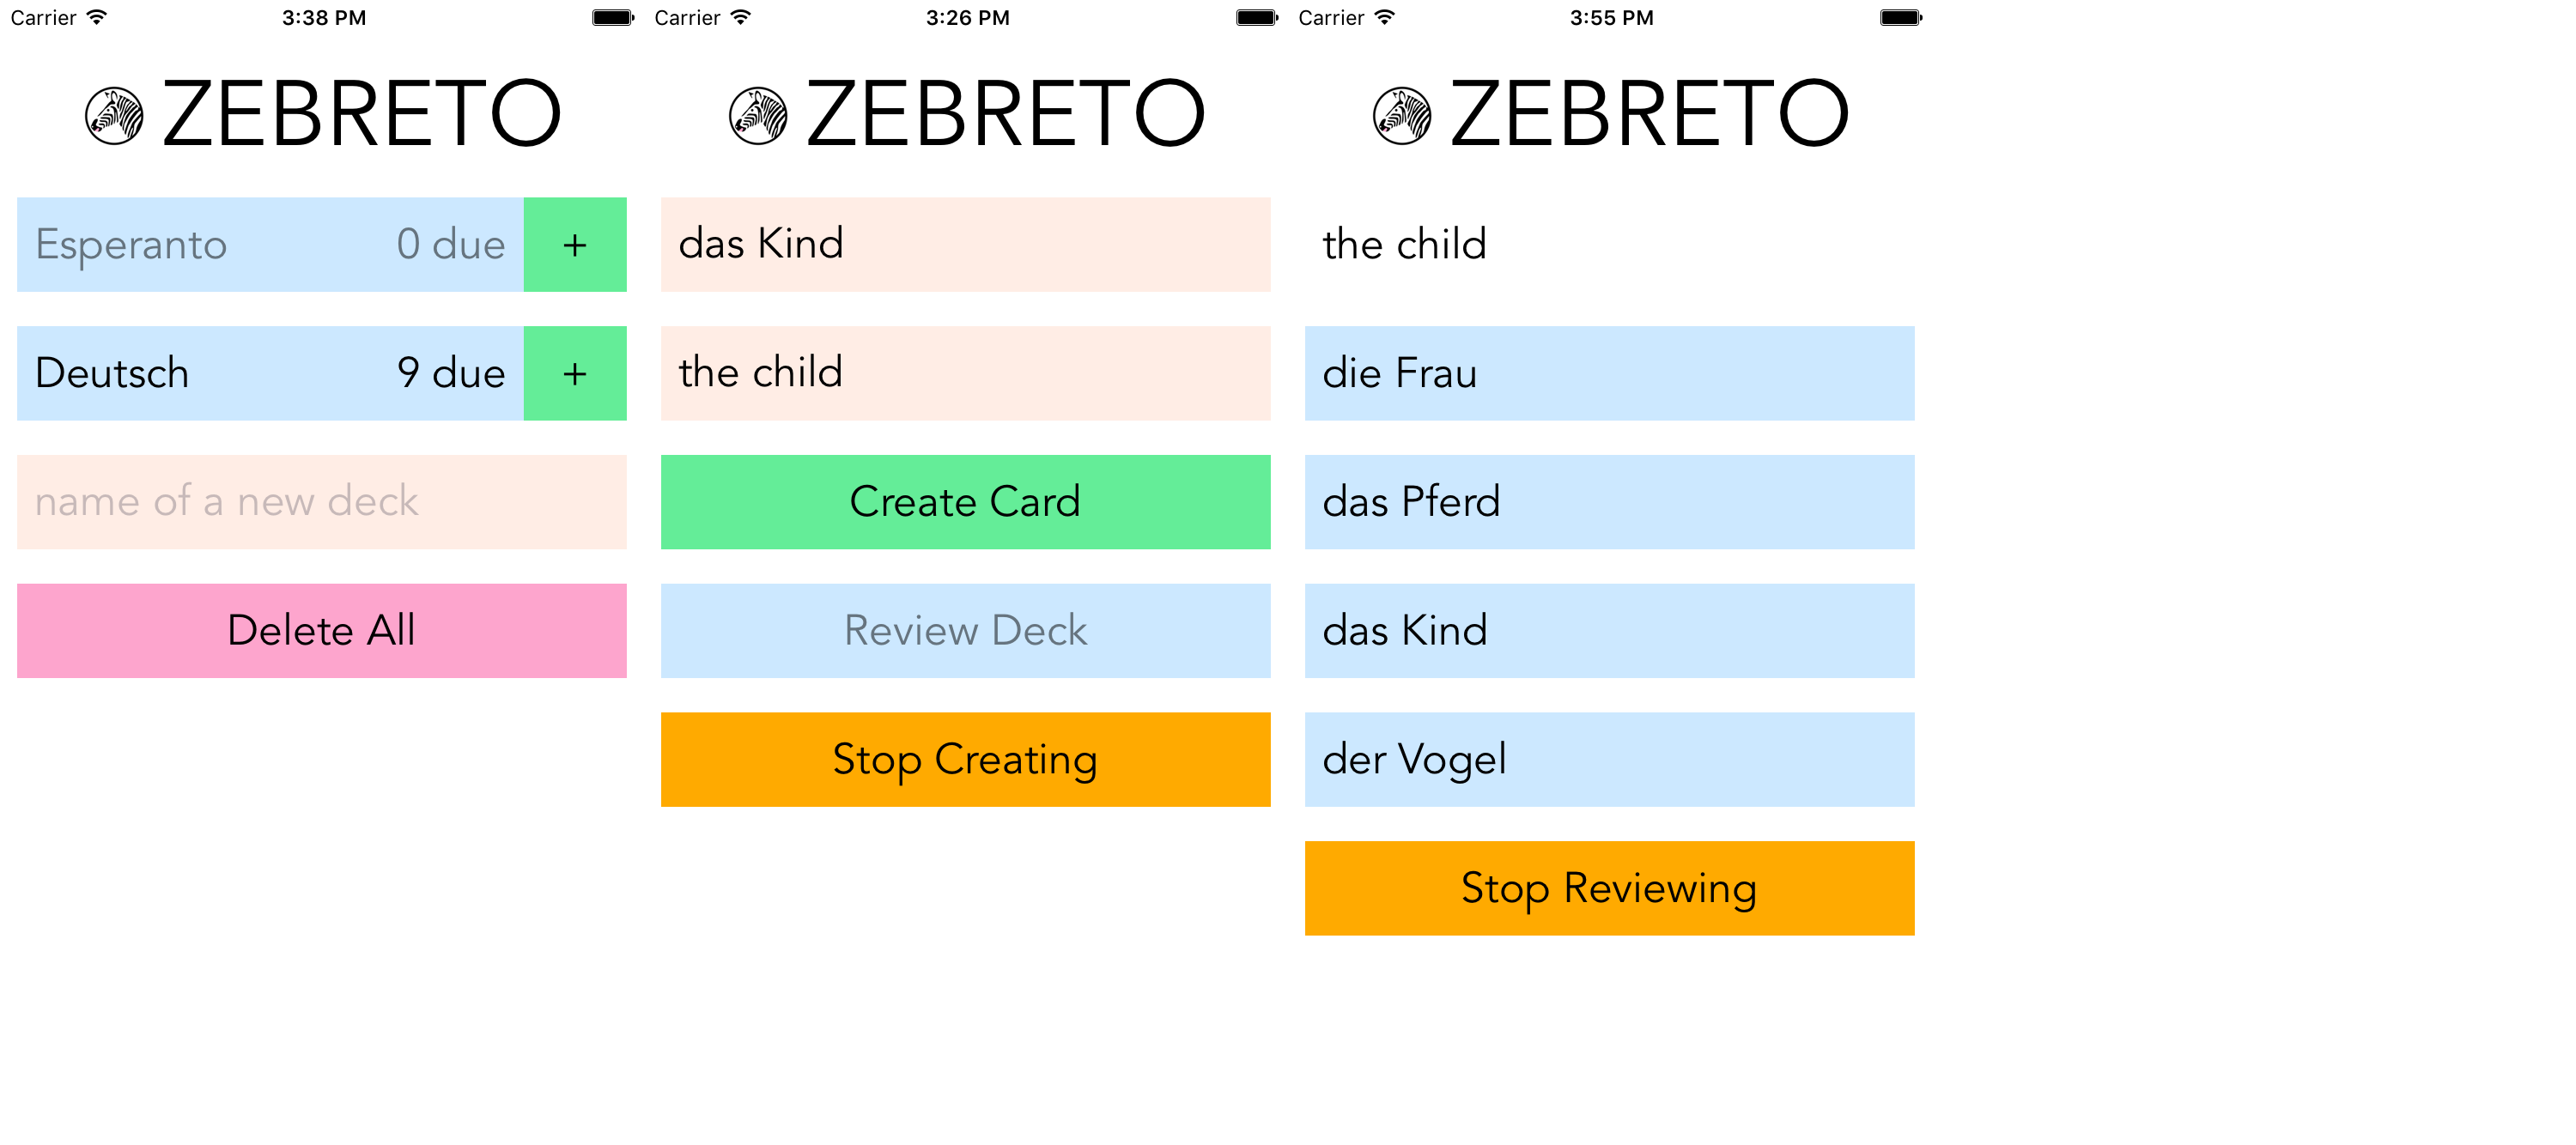 Carrier 3:38 PM
ZEBRETO
Esperanto 0 due +
Deutsch 9 due +
name of a new deck
Delete All
Carrier 3:26 PM
ZEBRETO
das Kind
the child
Create Card
Review Deck
Stop Creating
Carrier 3:55 PM
ZEBRETO
the child
die Frau
das Pferd
das Kind
der Vogel
Stop Reviewing